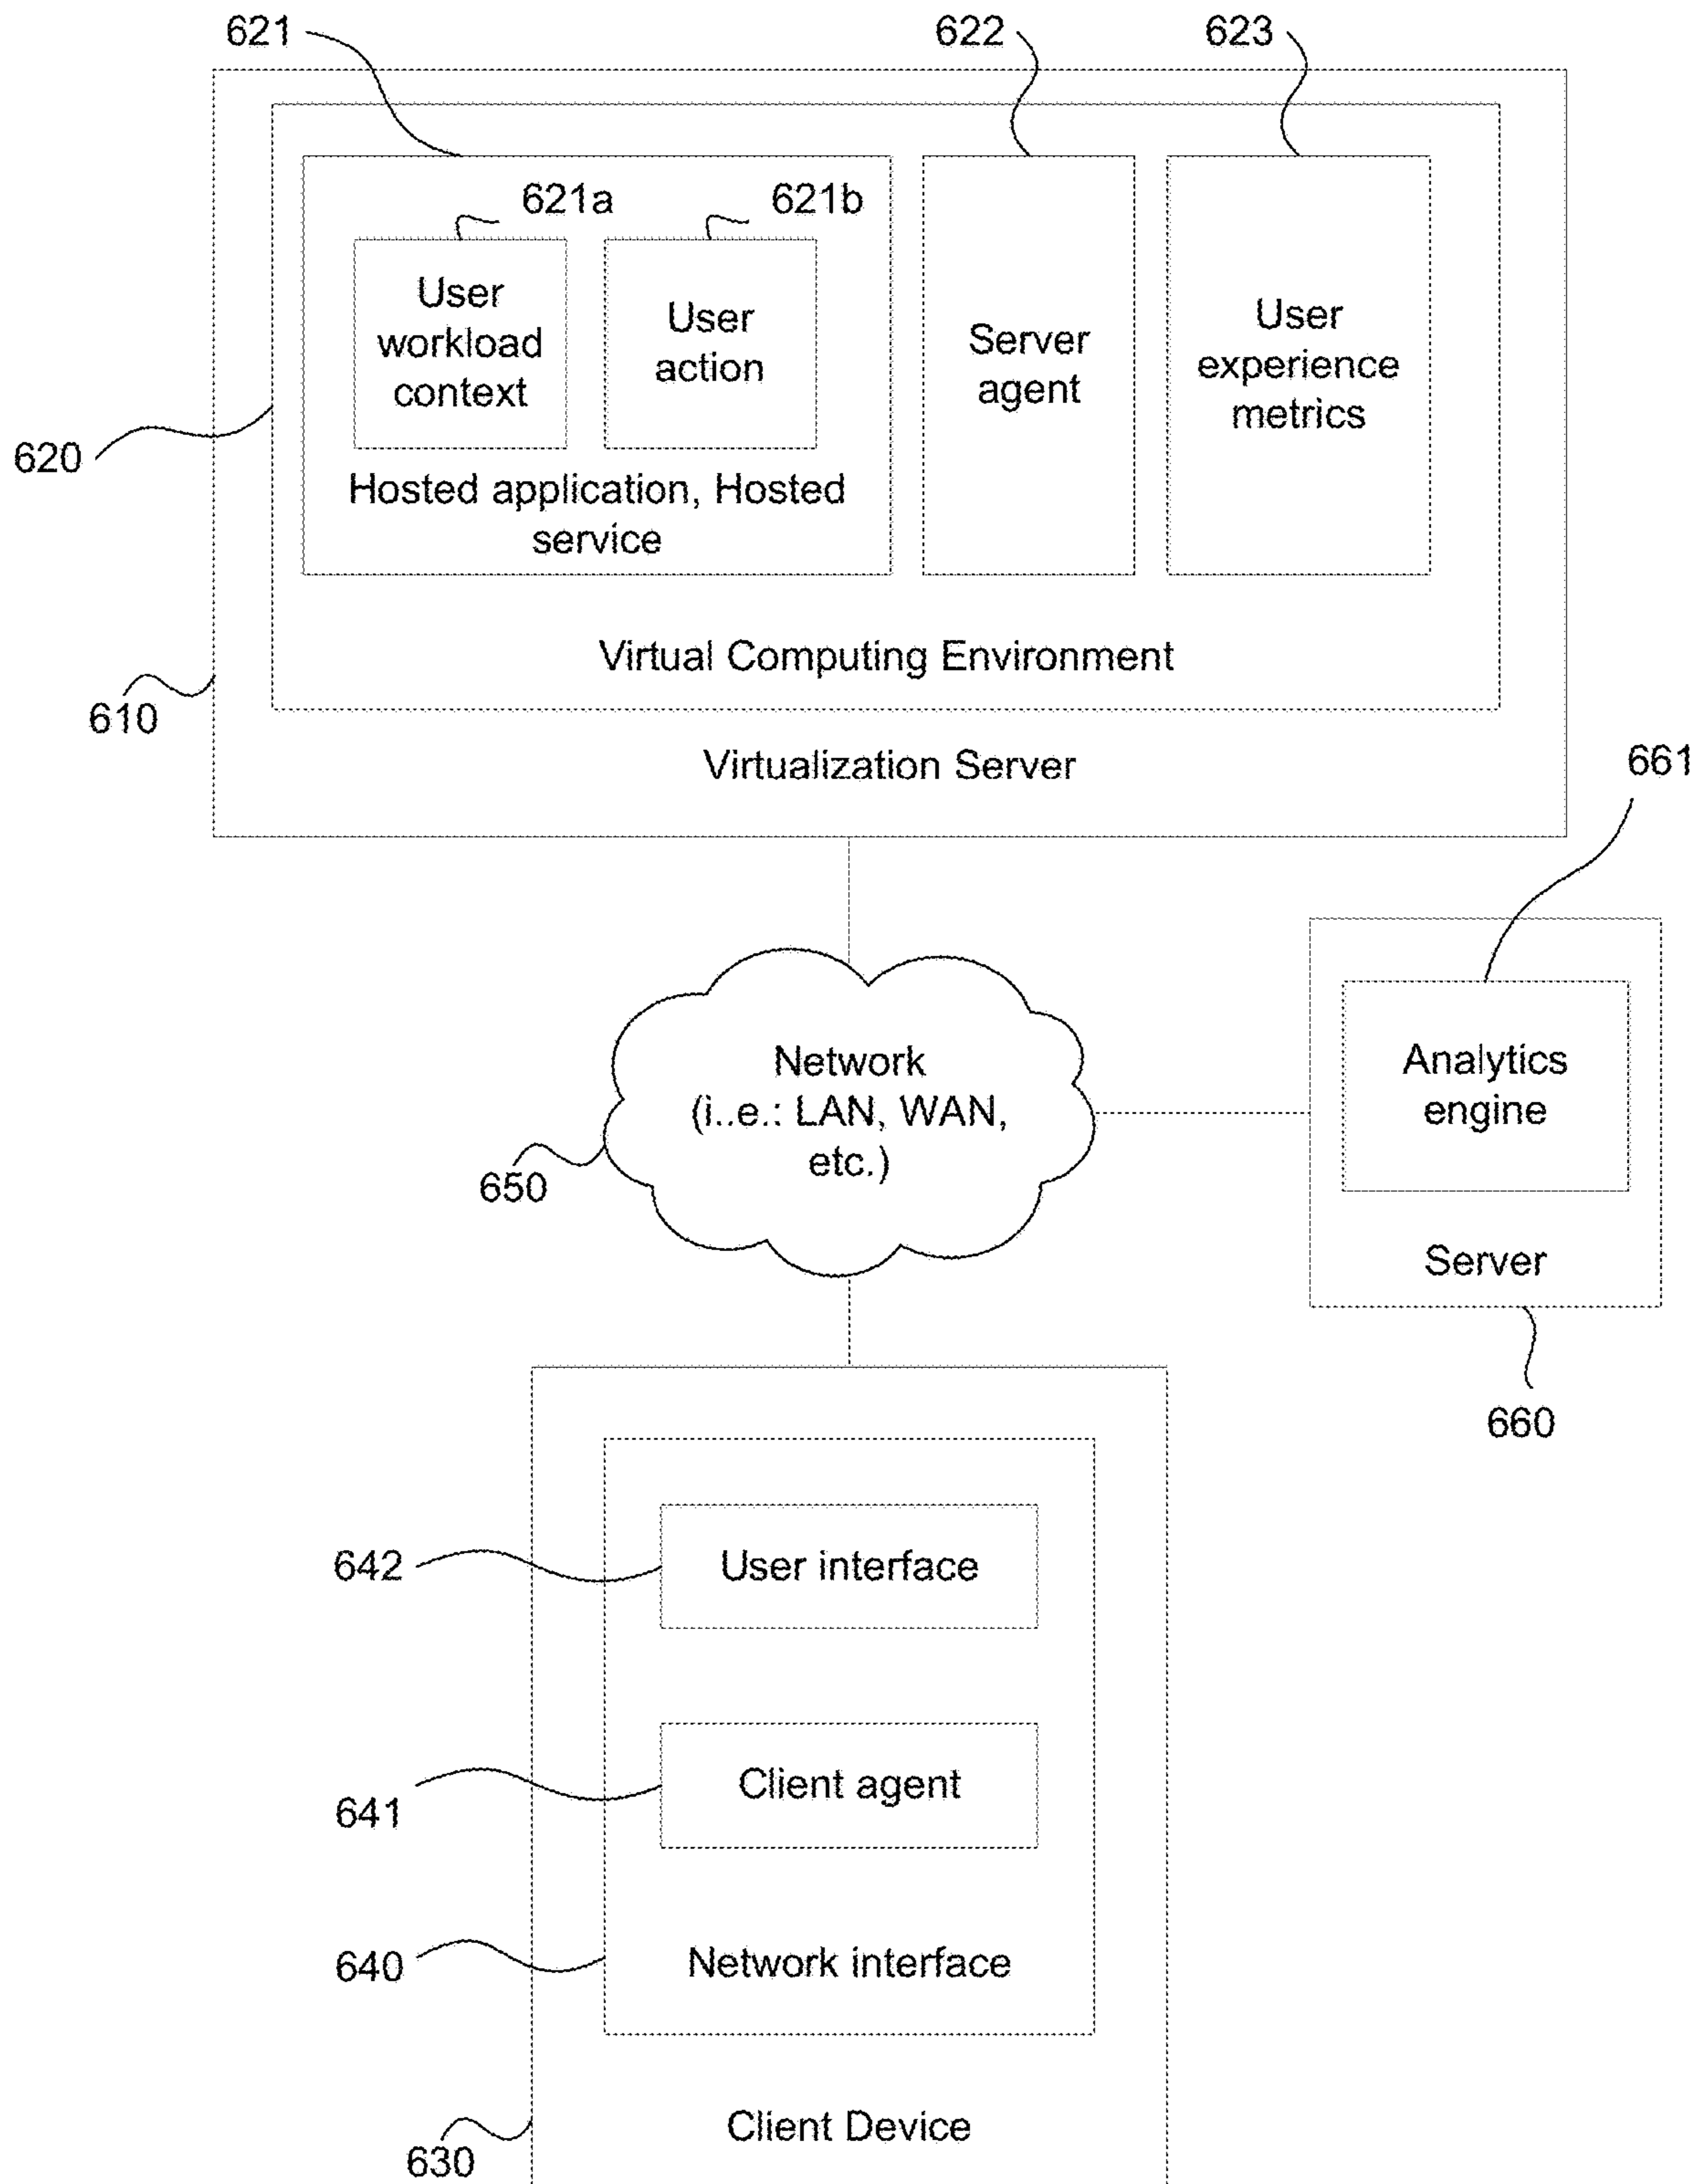 621
622
623
621a
621b
User
workload
context
User
action
Server
agent
User
experience
metrics
620
Hosted application, Hosted
service
Virtual Computing Environment
610
Virtualization Server
661
Network
(i..e.: LAN, WAN,
etc.)
650
Analytics
engine
Server
660
642
User interface
641
Client agent
640
Network interface
630
Client Device